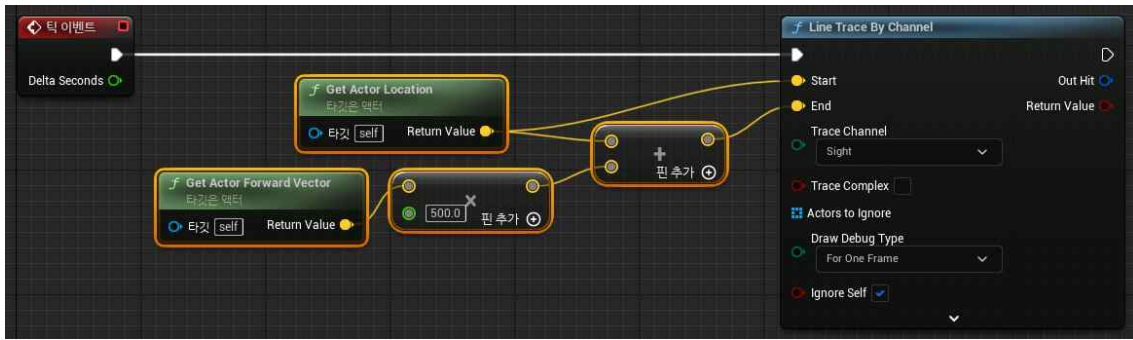 틱 이벤트
Delta Seconds
f Get Actor Location
타깃은 액터
타깃 self Return Value
f Get Actor Forward Vector
타깃은 액터
타깃 self Return Value
×
500.0
핀 추가
+
핀 추가
f Line Trace By Channel
Start Out Hit
End Return Value
Trace Channel
Sight
Trace Complex
Actors to Ignore
Draw Debug Type
For One Frame
Ignore Self